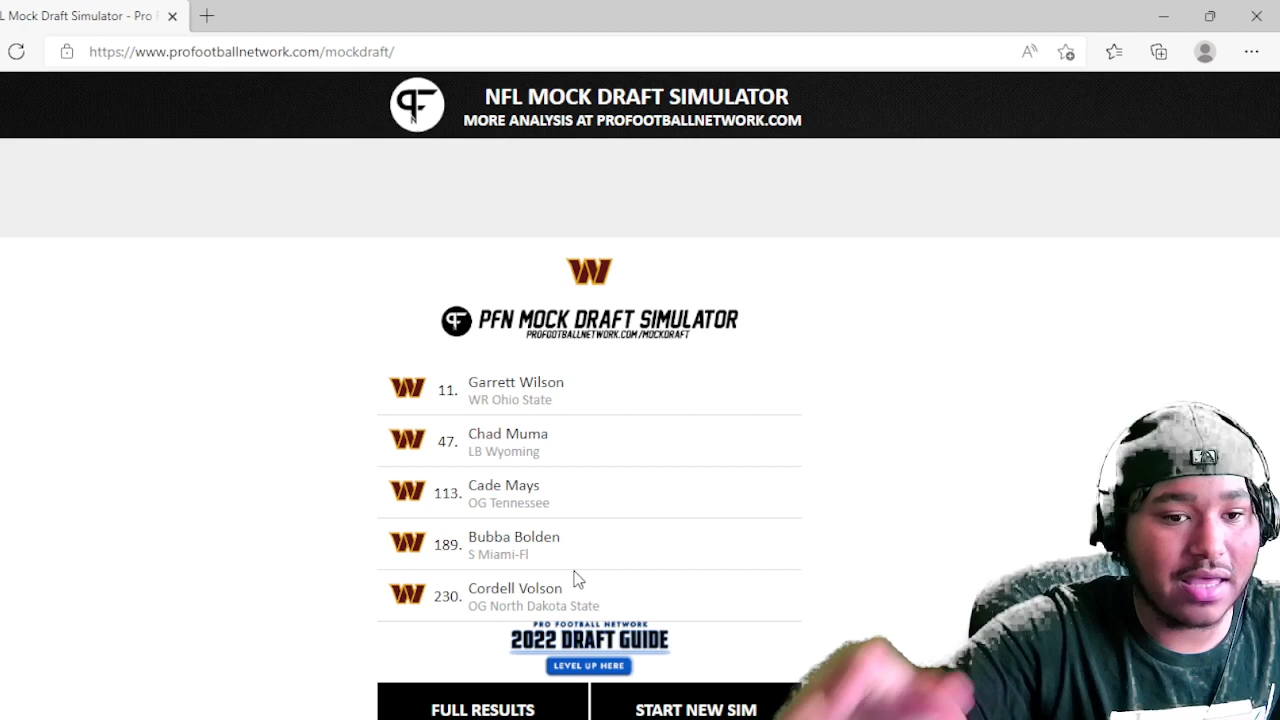 L Mock Draft Simulator - Pro F
https://www.profootballnetwork.com/mockdraft/
NFL MOCK DRAFT SIMULATOR
MORE ANALYSIS AT PROFOOTBALLNETWORK.COM
W
PFN MOCK DRAFT SIMULATOR
PROFOOTBALLNETWORK.COM/MOCKDRAFT
W 11. Garrett Wilson
WR Ohio State
W 47. Chad Muma
LB Wyoming
W 113. Cade Mays
OG Tennessee
W 189. Bubba Bolden
S Miami-Fl
W 230. Cordell Volson
OG North Dakota State
PRO FOOTBALL NETWORK
2022 DRAFT GUIDE
LEVEL UP HERE
FULL RESULTS
START NEW SIM